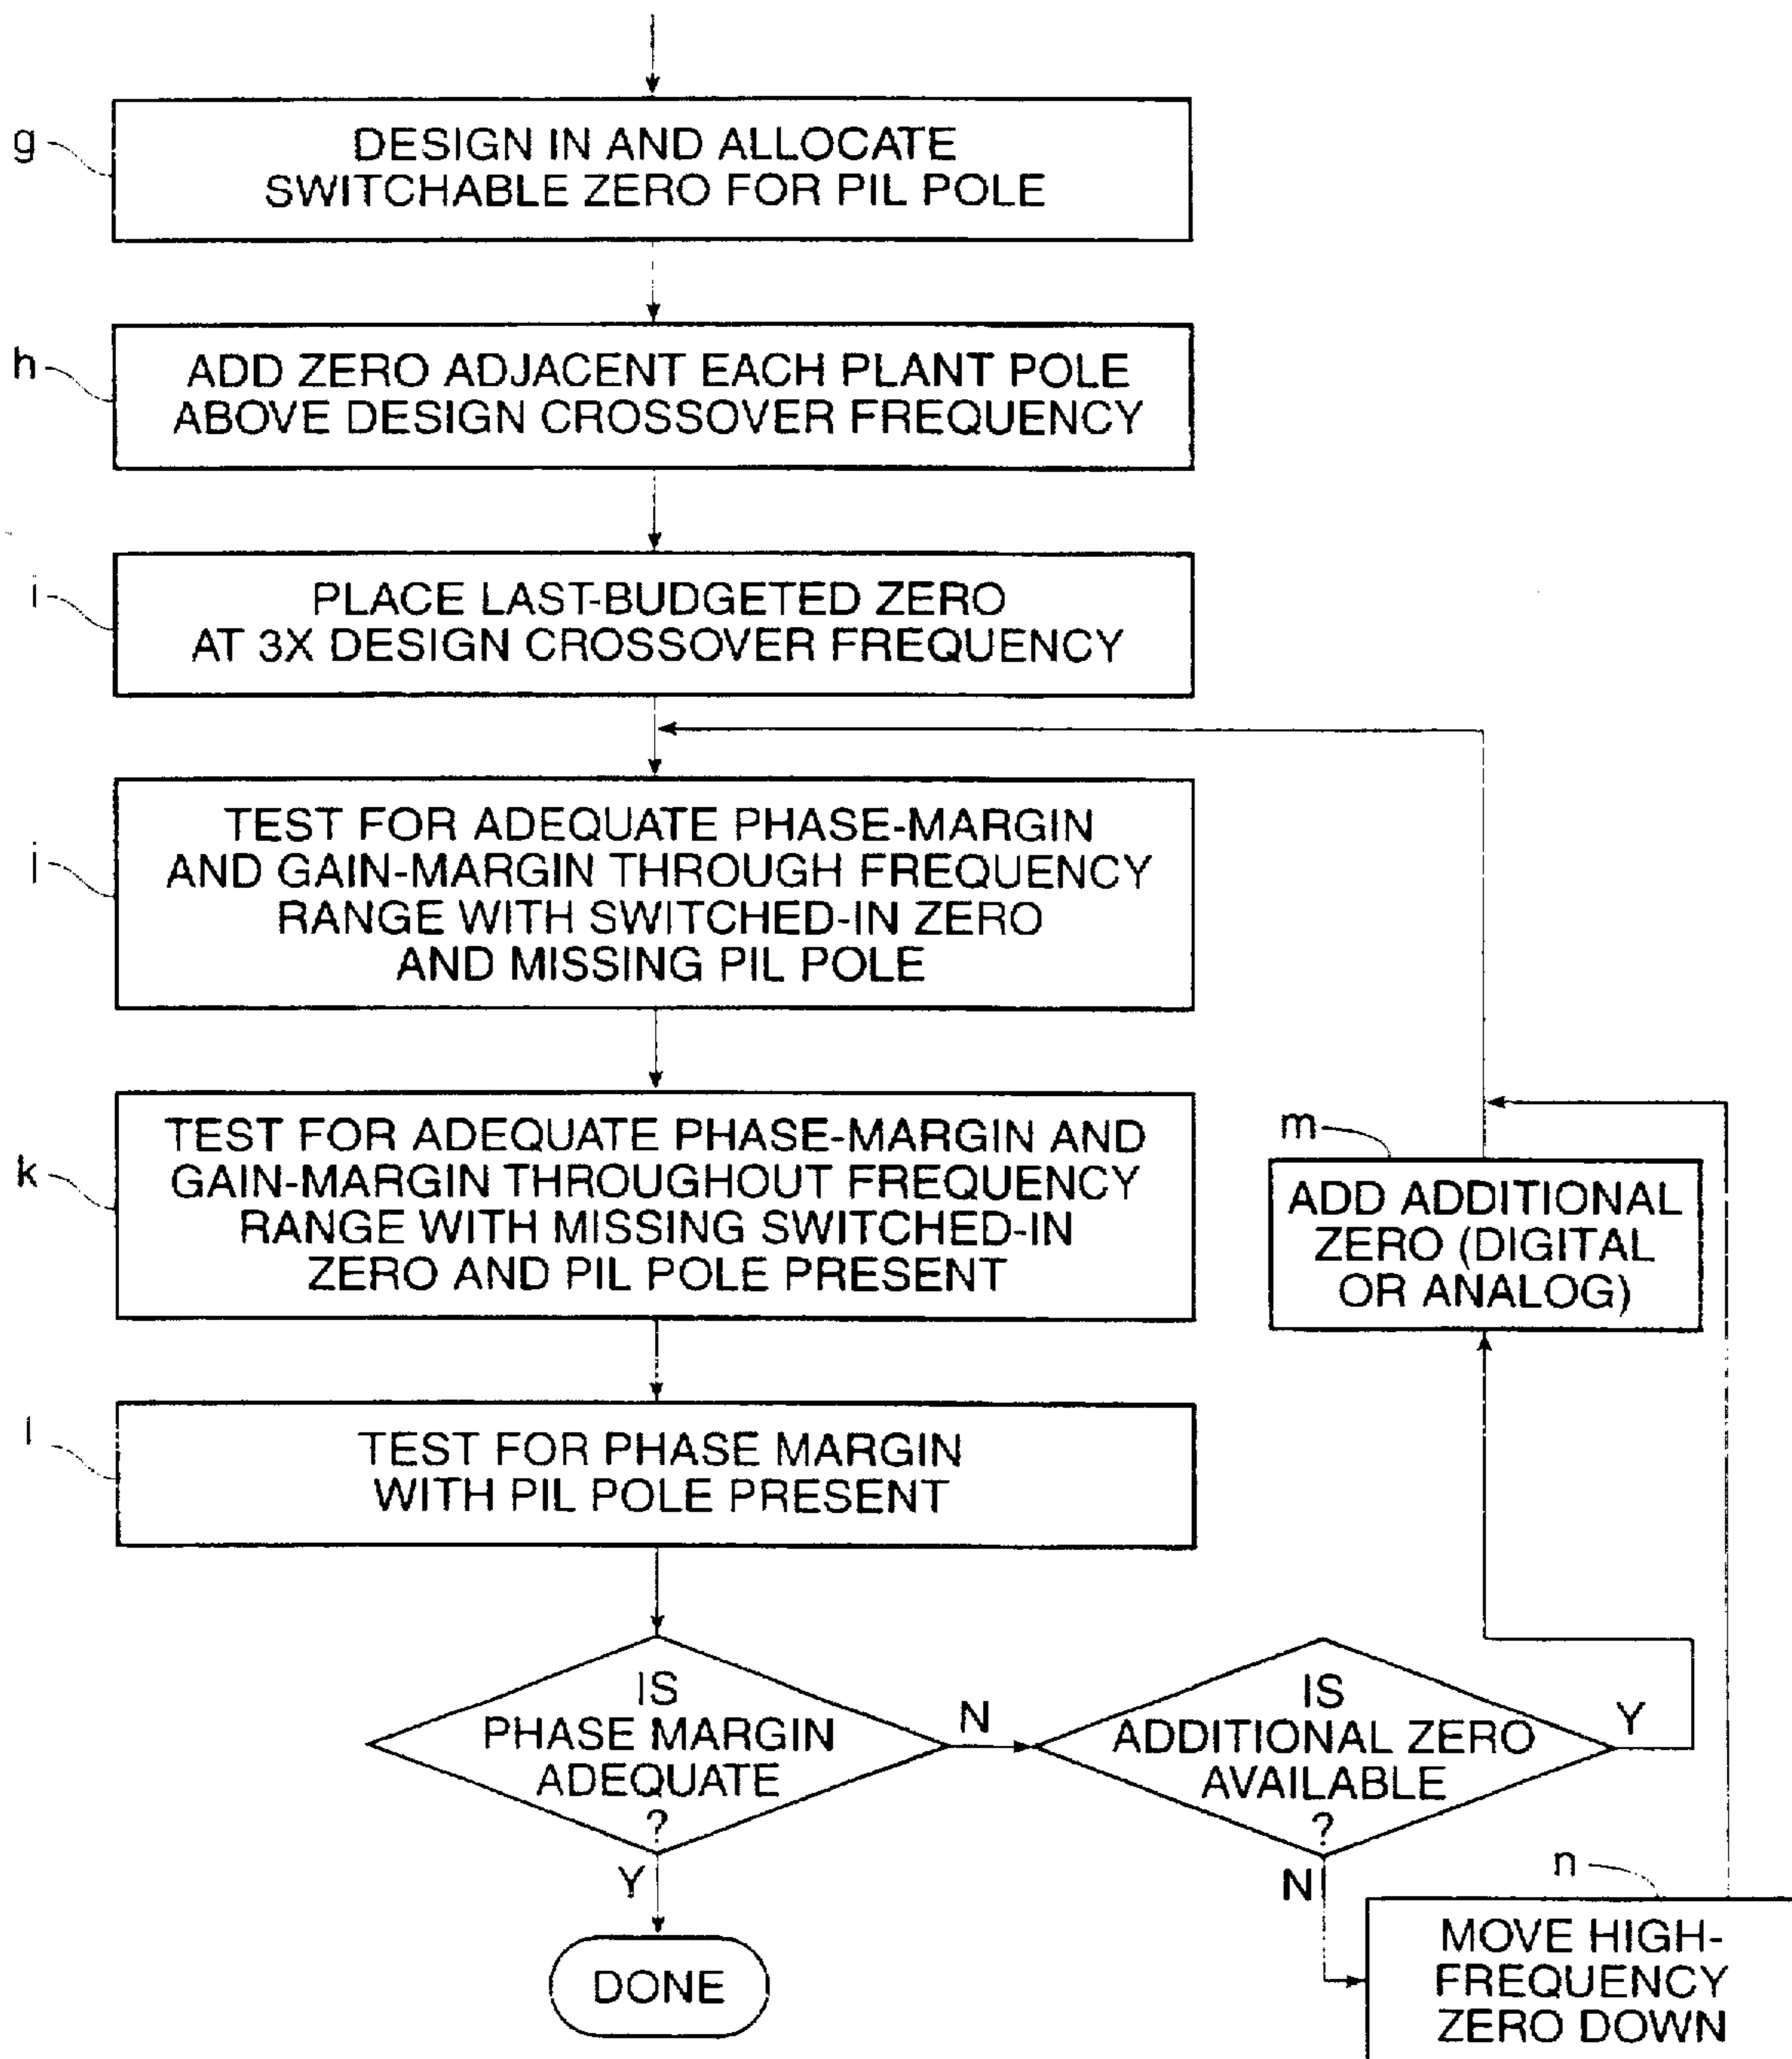 g
DESIGN IN AND ALLOCATE
SWITCHABLE ZERO FOR PIL POLE
h
ADD ZERO ADJACENT EACH PLANT POLE
ABOVE DESIGN CROSSOVER FREQUENCY
i
PLACE LAST-BUDGETED ZERO
AT 3X DESIGN CROSSOVER FREQUENCY
j
TEST FOR ADEQUATE PHASE-MARGIN
AND GAIN-MARGIN THROUGH FREQUENCY
RANGE WITH SWITCHED-IN ZERO
AND MISSING PIL POLE
k
TEST FOR ADEQUATE PHASE-MARGIN AND
GAIN-MARGIN THROUGHOUT FREQUENCY
RANGE WITH MISSING SWITCHED-IN
ZERO AND PIL POLE PRESENT
m
ADD ADDITIONAL
ZERO (DIGITAL
OR ANALOG)
l
TEST FOR PHASE MARGIN
WITH PIL POLE PRESENT
IS
PHASE MARGIN
ADEQUATE
?
N
Y
IS
ADDITIONAL ZERO
AVAILABLE
?
Y
N
DONE
n
MOVE HIGH-
FREQUENCY
ZERO DOWN